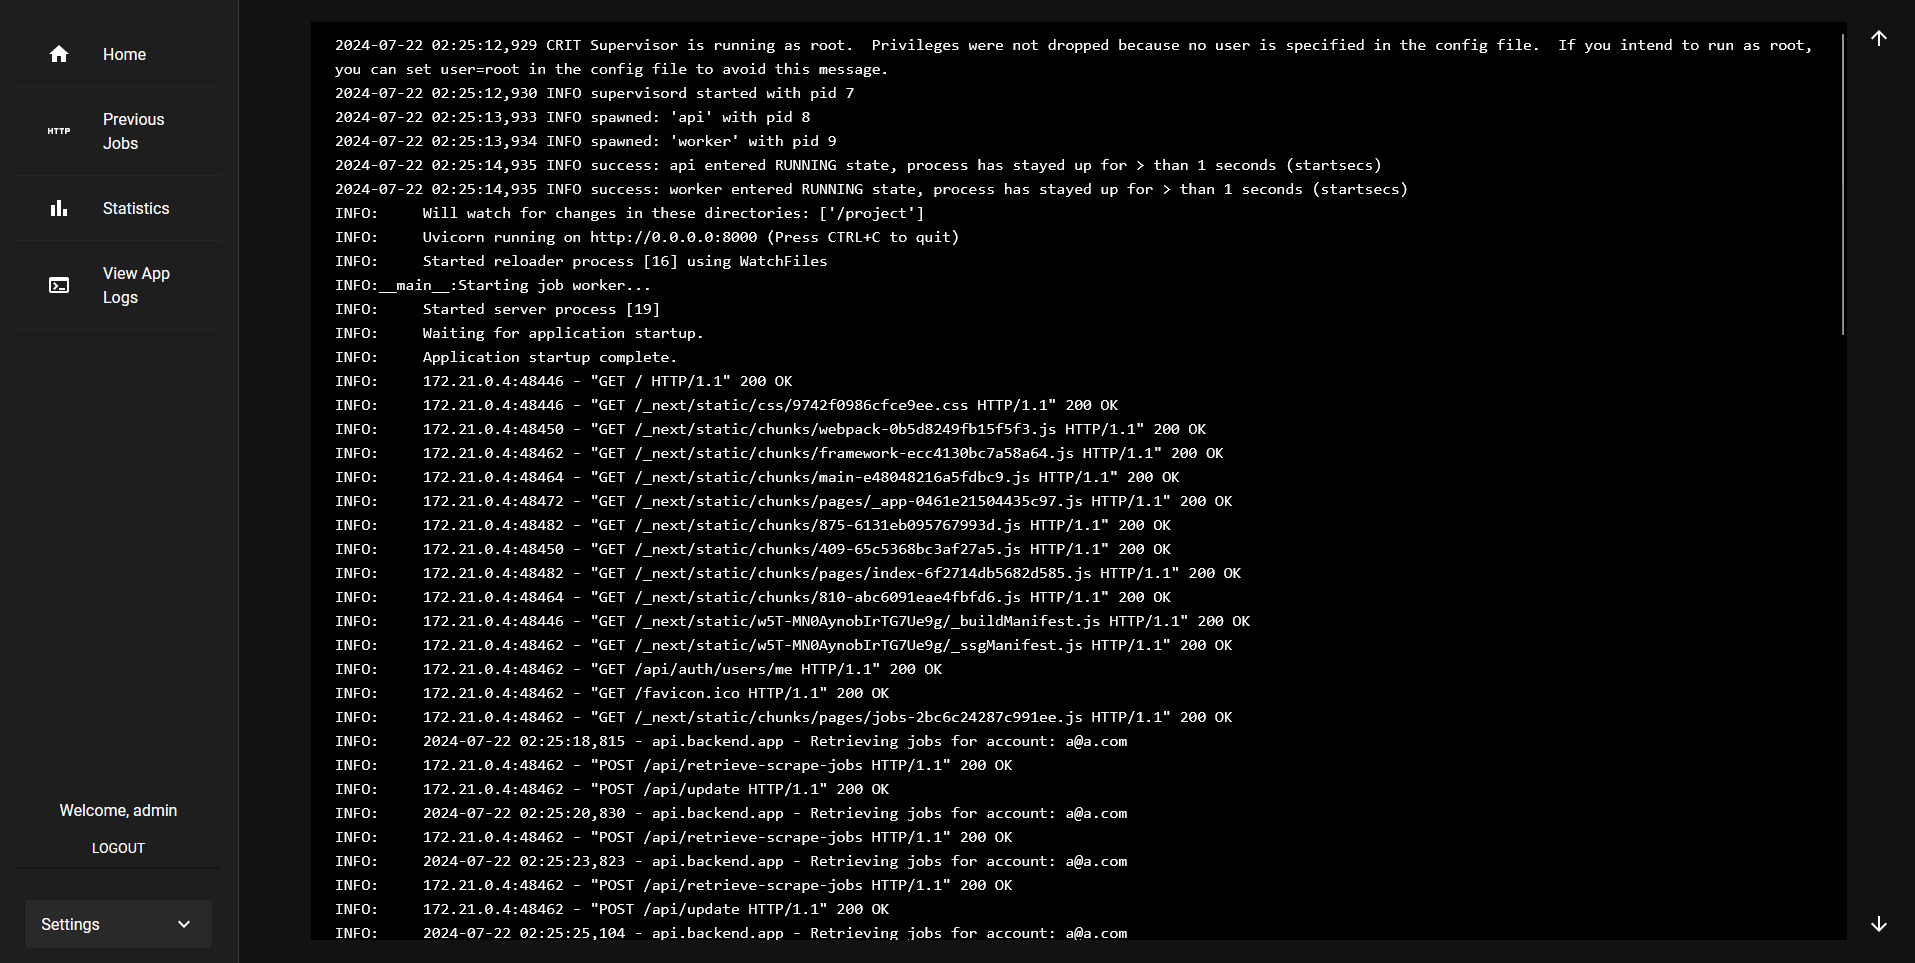 Home
HTTP
Previous
Jobs
Statistics
View App
Logs
Welcome, admin
LOGOUT
Settings
2024-07-22 02:25:12,929 CRIT Supervisor is running as root.  Privileges were not dropped because no user is specified in the config file.  If you intend to run as root,
you can set user=root in the config file to avoid this message.
2024-07-22 02:25:12,930 INFO supervisord started with pid 7
2024-07-22 02:25:13,933 INFO spawned: 'api' with pid 8
2024-07-22 02:25:13,934 INFO spawned: 'worker' with pid 9
2024-07-22 02:25:14,935 INFO success: api entered RUNNING state, process has stayed up for > than 1 seconds (startsecs)
2024-07-22 02:25:14,935 INFO success: worker entered RUNNING state, process has stayed up for > than 1 seconds (startsecs)
INFO:     Will watch for changes in these directories: ['/project']
INFO:     Uvicorn running on http://0.0.0.0:8000 (Press CTRL+C to quit)
INFO:     Started reloader process [16] using WatchFiles
INFO:__main__:Starting job worker...
INFO:     Started server process [19]
INFO:     Waiting for application startup.
INFO:     Application startup complete.
INFO:     172.21.0.4:48446 - "GET / HTTP/1.1" 200 OK
INFO:     172.21.0.4:48446 - "GET /_next/static/css/9742f0986cfce9ee.css HTTP/1.1" 200 OK
INFO:     172.21.0.4:48450 - "GET /_next/static/chunks/webpack-0b5d8249fb15f5f3.js HTTP/1.1" 200 OK
INFO:     172.21.0.4:48462 - "GET /_next/static/chunks/framework-ecc4130bc7a58a64.js HTTP/1.1" 200 OK
INFO:     172.21.0.4:48464 - "GET /_next/static/chunks/main-e48048216a5fdbc9.js HTTP/1.1" 200 OK
INFO:     172.21.0.4:48472 - "GET /_next/static/chunks/pages/_app-0461e21504435c97.js HTTP/1.1" 200 OK
INFO:     172.21.0.4:48482 - "GET /_next/static/chunks/875-6131eb095767993d.js HTTP/1.1" 200 OK
INFO:     172.21.0.4:48450 - "GET /_next/static/chunks/409-65c5368bc3af27a5.js HTTP/1.1" 200 OK
INFO:     172.21.0.4:48482 - "GET /_next/static/chunks/pages/index-6f2714db5682d585.js HTTP/1.1" 200 OK
INFO:     172.21.0.4:48464 - "GET /_next/static/chunks/810-abc6091eae4fbfd6.js HTTP/1.1" 200 OK
INFO:     172.21.0.4:48446 - "GET /_next/static/w5T-MN0AynobIrTG7Ue9g/_buildManifest.js HTTP/1.1" 200 OK
INFO:     172.21.0.4:48462 - "GET /_next/static/w5T-MN0AynobIrTG7Ue9g/_ssgManifest.js HTTP/1.1" 200 OK
INFO:     172.21.0.4:48462 - "GET /api/auth/users/me HTTP/1.1" 200 OK
INFO:     172.21.0.4:48462 - "GET /favicon.ico HTTP/1.1" 200 OK
INFO:     172.21.0.4:48462 - "GET /_next/static/chunks/pages/jobs-2bc6c24287c991ee.js HTTP/1.1" 200 OK
INFO:     2024-07-22 02:25:18,815 - api.backend.app - Retrieving jobs for account: a@a.com
INFO:     172.21.0.4:48462 - "POST /api/retrieve-scrape-jobs HTTP/1.1" 200 OK
INFO:     172.21.0.4:48462 - "POST /api/update HTTP/1.1" 200 OK
INFO:     2024-07-22 02:25:20,830 - api.backend.app - Retrieving jobs for account: a@a.com
INFO:     172.21.0.4:48462 - "POST /api/retrieve-scrape-jobs HTTP/1.1" 200 OK
INFO:     2024-07-22 02:25:23,823 - api.backend.app - Retrieving jobs for account: a@a.com
INFO:     172.21.0.4:48462 - "POST /api/retrieve-scrape-jobs HTTP/1.1" 200 OK
INFO:     172.21.0.4:48462 - "POST /api/update HTTP/1.1" 200 OK
INFO:     2024-07-22 02:25:25,104 - api.backend.app - Retrieving jobs for account: a@a.com